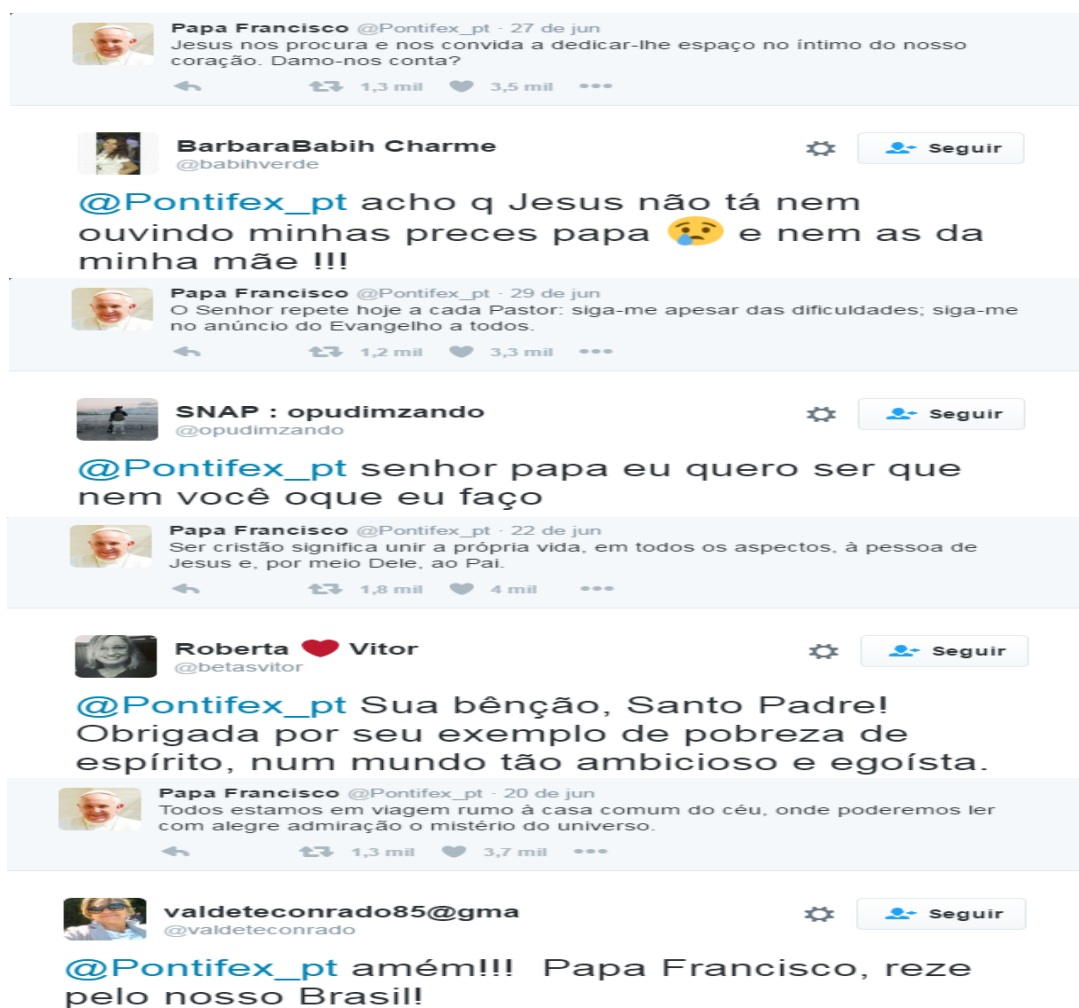 Papa Francisco @Pontifex_pt · 27 de jun
Jesus nos procura e nos convida a dedicar-lhe espaço no íntimo do nosso
coração. Damo-nos conta?
1,3 mil 3,5 mil
BarbaraBabih Charme
@babihverde
Seguir
@Pontifex_pt acho q Jesus não tá nem
ouvindo minhas preces papa 😢 e nem as da
minha mãe !!!
Papa Francisco @Pontifex_pt · 29 de jun
O Senhor repete hoje a cada Pastor: siga-me apesar das dificuldades; siga-me
no anúncio do Evangelho a todos.
1,2 mil 3,3 mil
SNAP : opudimzando
@opudimzando
Seguir
@Pontifex_pt senhor papa eu quero ser que
nem você oque eu faço
Papa Francisco @Pontifex_pt · 22 de jun
Ser cristão significa unir a própria vida, em todos os aspectos, à pessoa de
Jesus e, por meio Dele, ao Pai.
1,8 mil 4 mil
Roberta ❤ Vitor
@betasvitor
Seguir
@Pontifex_pt Sua bênção, Santo Padre!
Obrigada por seu exemplo de pobreza de
espírito, num mundo tão ambicioso e egoísta.
Papa Francisco @Pontifex_pt · 20 de jun
Todos estamos em viagem rumo à casa comum do céu, onde poderemos ler
com alegre admiração o mistério do universo.
1,3 mil 3,7 mil
valdeteconrado85@gma
@valdeteconrado
Seguir
@Pontifex_pt amém!!! Papa Francisco, reze
pelo nosso Brasil!